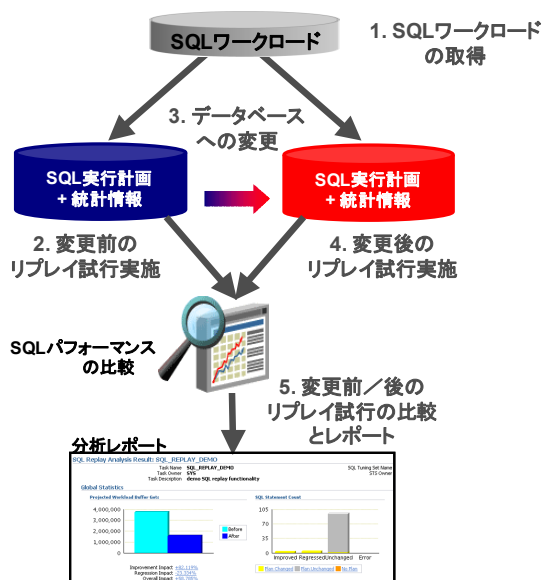 SQLワークロード
1. SQLワークロード
の取得
3. データベース
への変更
SQL実行計画
+ 統計情報
SQL実行計画
+ 統計情報
2. 変更前の
リプレイ試行実施
4. 変更後の
リプレイ試行実施
SQLパフォーマンス
の比較
5. 変更前／後の
リプレイ試行の比較
とレポート
分析レポート
SQL Replay Analysis Result: SQL_REPLAY_DEMO
Task Name SQL_REPLAY_DEMO
Task Owner SYS
Task Description demo SQL replay functionality
SQL Tuning Set Name
STS Owner
Global Statistics
Projected Workload Buffer Gets
4,000,000
3,000,000
2,000,000
1,000,000
0
Before
After
Improvement Impact
Regression Impact
Overall Impact
SQL Statement Count
105
70
35
0
Improved Regressed Unchanged Error
Plan Changed Plan Unchanged No Plan